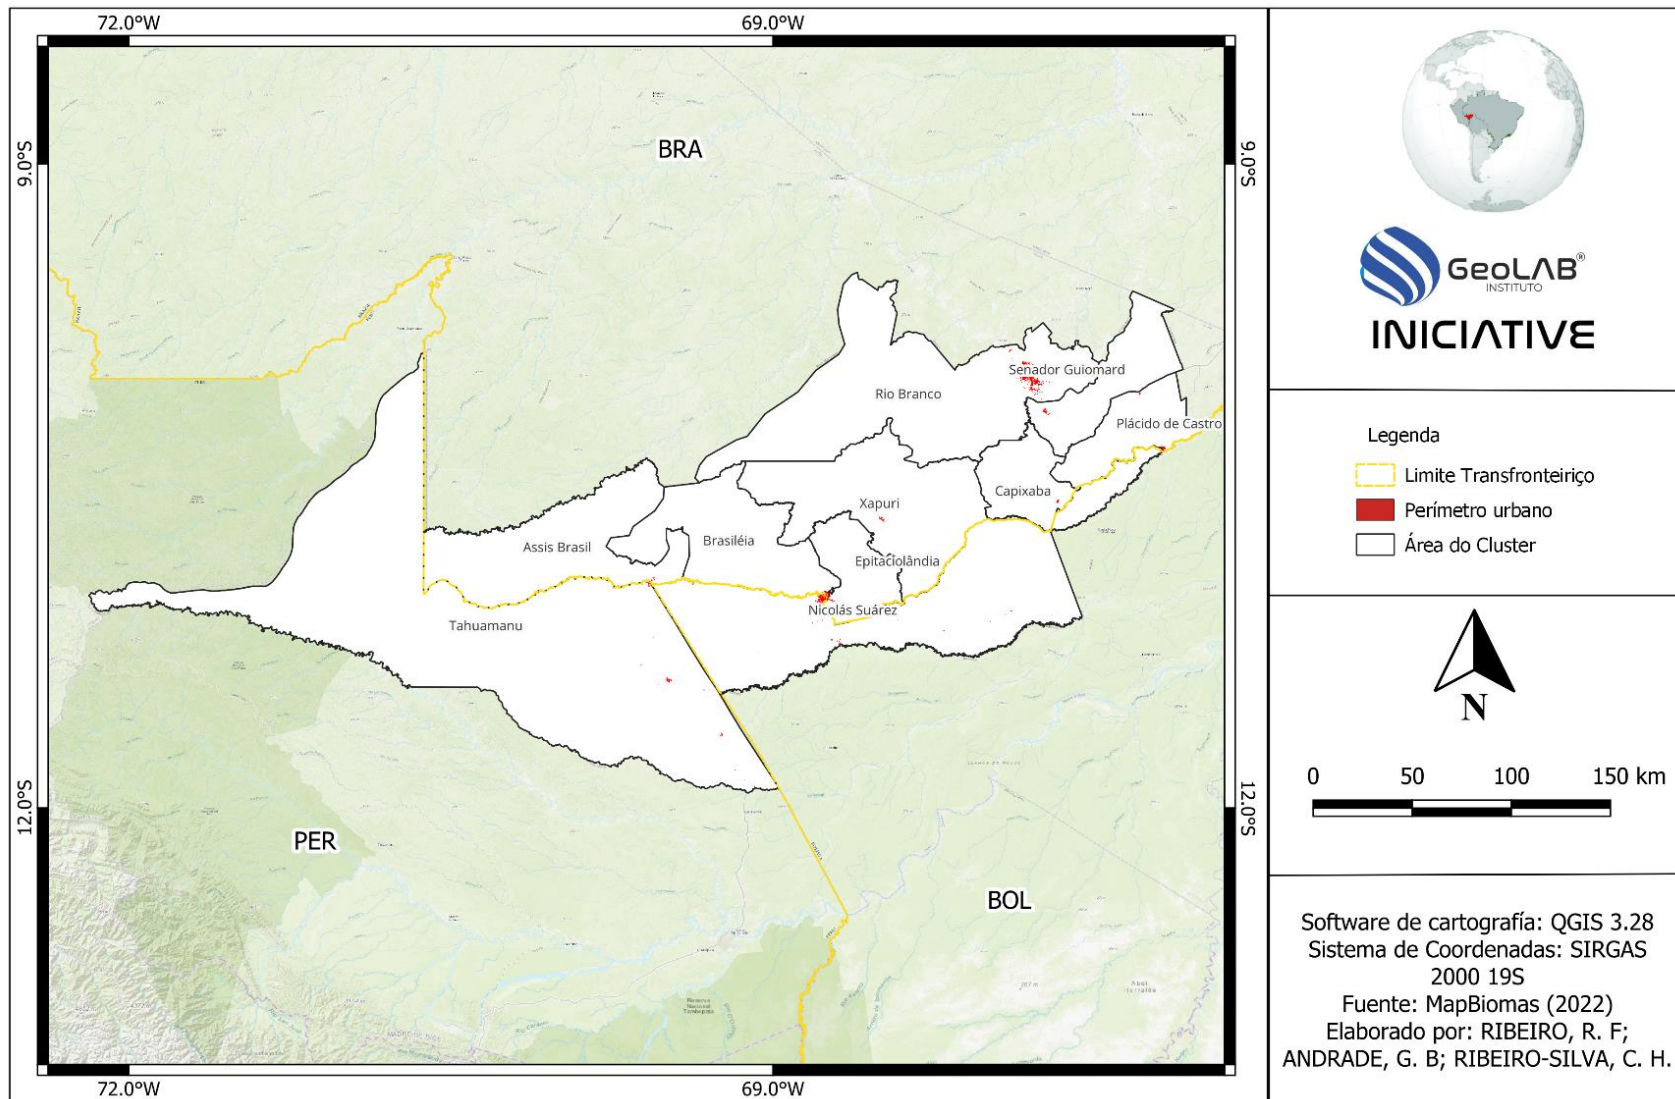 72.0°W
69.0°W
9.0°S
9.0°S
BRA
Rio Branco
Senador Guiomard
Plácido de Castro
Xapuri
Capixaba
Assis Brasil
Brasiléia
Epitaciolândia
Nicolás Suárez
Tahuamanu
12.0°S
12.0°S
PER
BOL
72.0°W
69.0°W
GeoLAB®
INSTITUTO
INICIATIVE
Legenda
Limite Transfronteiriço
Perímetro urbano
Área do Cluster
N
0 50 100 150 km
Software de cartografía: QGIS 3.28
Sistema de Coordenadas: SIRGAS
2000 19S
Fuente: MapBiomas (2022)
Elaborado por: RIBEIRO, R. F;
ANDRADE, G. B; RIBEIRO-SILVA, C. H.